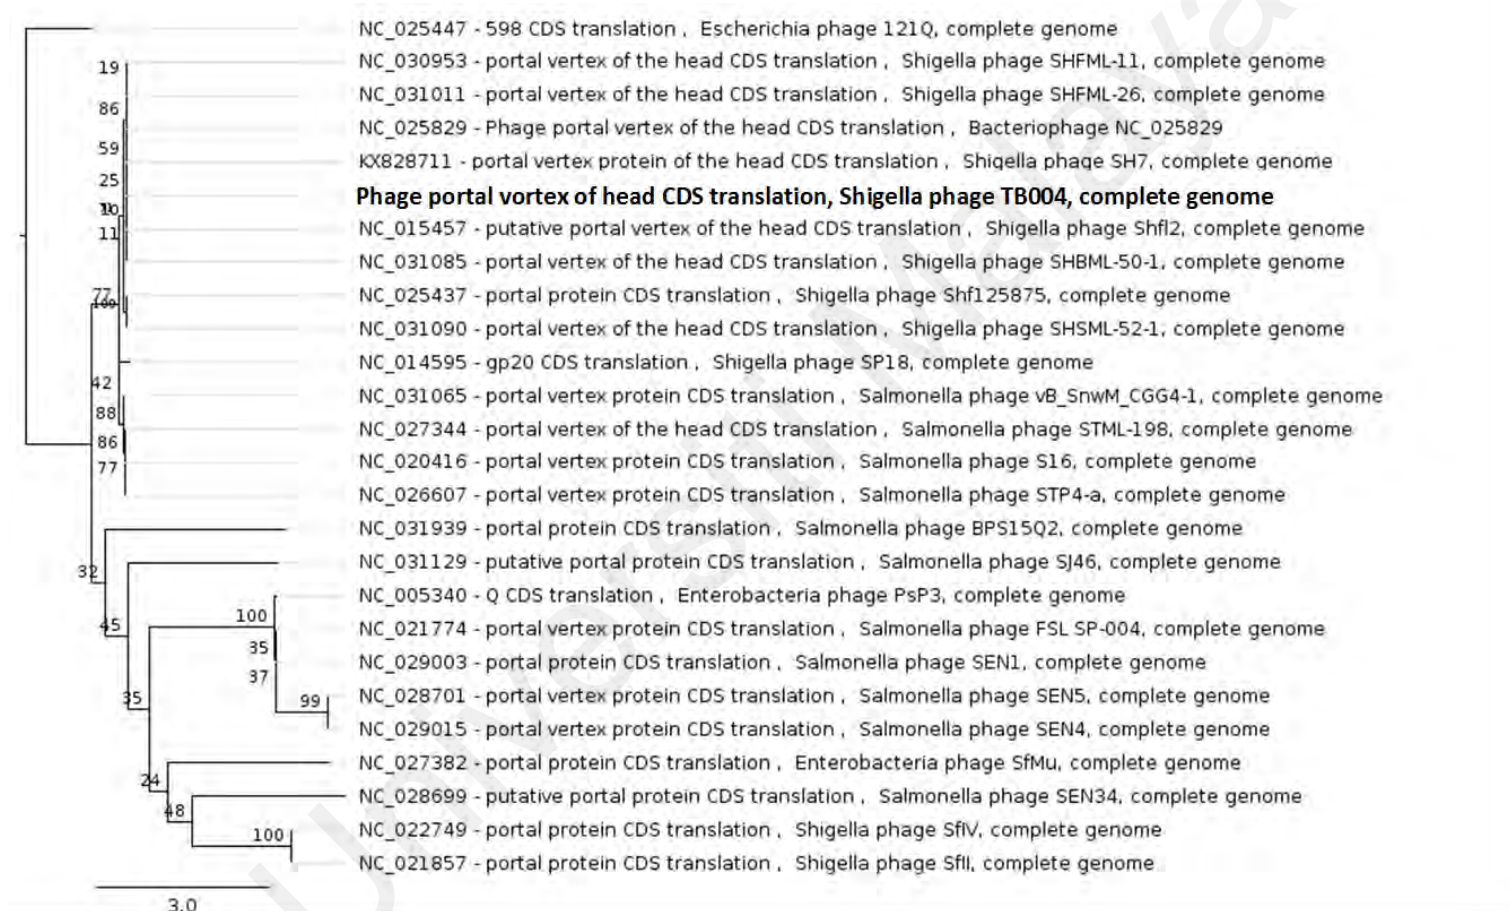 NC_025447 - 598 CDS translation , Escherichia phage 121Q, complete genome
19 NC_030953 - portal vertex of the head CDS translation , Shigella phage SHFML-11, complete genome
86 NC_031011 - portal vertex of the head CDS translation , Shigella phage SHFML-26, complete genome
NC_025829 - Phage portal vertex of the head CDS translation , Bacteriophage NC_025829
59
KX828711 - portal vertex protein of the head CDS translation , Shigella phage SH7, complete genome
25
Phage portal vortex of head CDS translation, Shigella phage TB004, complete genome
11 NC_015457 - putative portal vertex of the head CDS translation , Shigella phage Shfl2, complete genome
NC_031085 - portal vertex of the head CDS translation , Shigella phage SHBML-50-1, complete genome
77 NC_025437 - portal protein CDS translation , Shigella phage Shf125875, complete genome
100
NC_031090 - portal vertex of the head CDS translation , Shigella phage SHSML-52-1, complete genome
NC_014595 - gp20 CDS translation , Shigella phage SP18, complete genome
42
NC_031065 - portal vertex protein CDS translation , Salmonella phage vB_SnwM_CGG4-1, complete genome
88
NC_027344 - portal vertex of the head CDS translation , Salmonella phage STML-198, complete genome
86
NC_020416 - portal vertex protein CDS translation , Salmonella phage S16, complete genome
77
NC_026607 - portal vertex protein CDS translation , Salmonella phage STP4-a, complete genome
NC_031939 - portal protein CDS translation , Salmonella phage BPS15Q2, complete genome
NC_031129 - putative portal protein CDS translation , Salmonella phage SJ46, complete genome
32
NC_005340 - Q CDS translation , Enterobacteria phage PsP3, complete genome
100
45 NC_021774 - portal vertex protein CDS translation , Salmonella phage FSL SP-004, complete genome
35
NC_029003 - portal protein CDS translation , Salmonella phage SEN1, complete genome
37
35 99 NC_028701 - portal vertex protein CDS translation , Salmonella phage SEN5, complete genome
NC_029015 - portal vertex protein CDS translation , Salmonella phage SEN4, complete genome
NC_027382 - portal protein CDS translation , Enterobacteria phage SfMu, complete genome
24
NC_028699 - putative portal protein CDS translation , Salmonella phage SEN34, complete genome
48
100 NC_022749 - portal protein CDS translation , Shigella phage SfIV, complete genome
NC_021857 - portal protein CDS translation , Shigella phage SfII, complete genome
3.0
Universiti Malaya